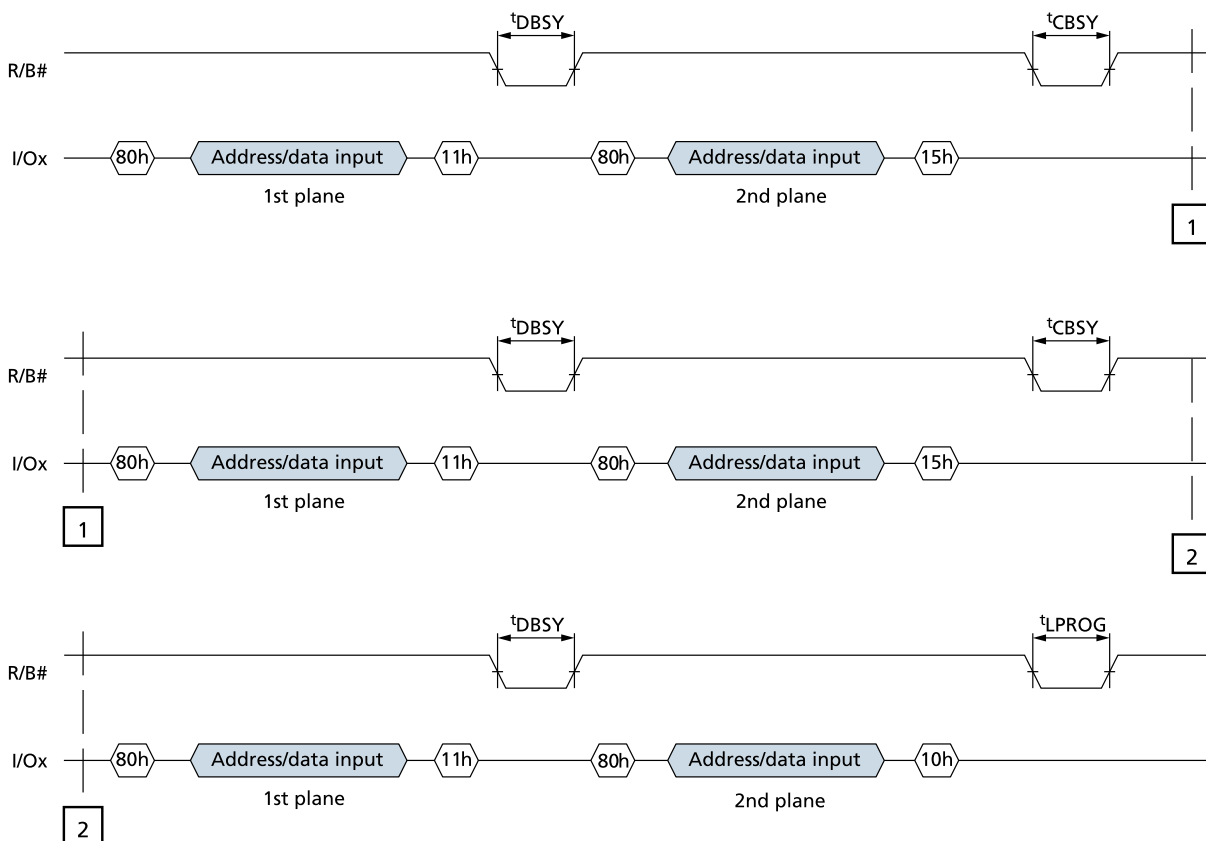 tDBSY tCBSY
R/B#
I/Ox 80h Address/data input 11h 80h Address/data input 15h
1st plane 2nd plane
1
tDBSY tCBSY
R/B#
I/Ox 80h Address/data input 11h 80h Address/data input 15h
1st plane 2nd plane
1
2
tDBSY tLPROG
R/B#
I/Ox 80h Address/data input 11h 80h Address/data input 10h
1st plane 2nd plane
2